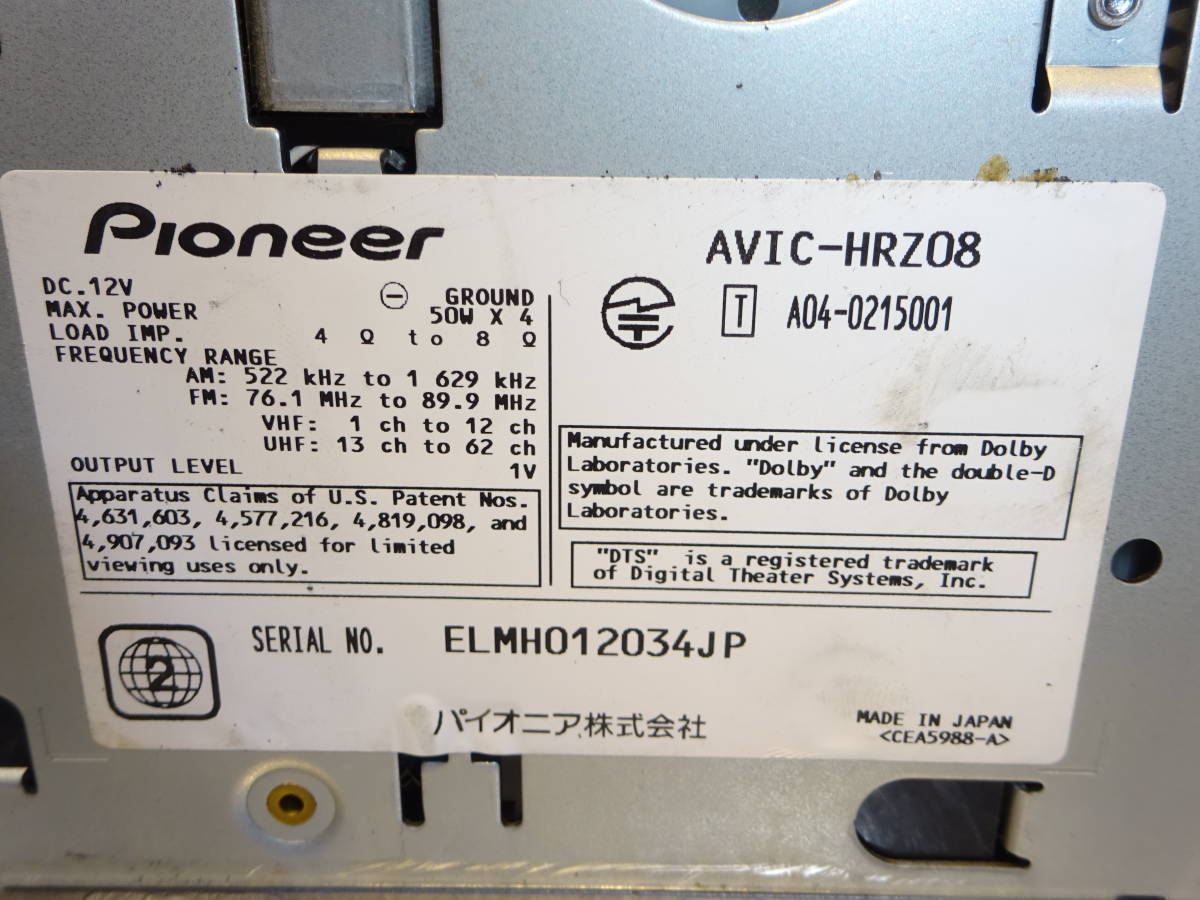 Pioneer
DC.12V ⊖ GROUND
MAX. POWER 50W X 4
LOAD IMP. 4 Ω to 8 Ω
FREQUENCY RANGE
AM: 522 kHz to 1 629 kHz
FM: 76.1 MHz to 89.9 MHz
VHF: 1 ch to 12 ch
UHF: 13 ch to 62 ch
OUTPUT LEVEL 1V
Apparatus Claims of U.S. Patent Nos.
4,631,603, 4,577,216, 4,819,098, and
4,907,093 licensed for limited
viewing uses only.
AVIC-HRZ08
T A04-0215001
Manufactured under license from Dolby
Laboratories. "Dolby" and the double-D
symbol are trademarks of Dolby
Laboratories.
"DTS" is a registered trademark
of Digital Theater Systems, Inc.
2
SERIAL NO. ELMH012034JP
パイオニア株式会社
MADE IN JAPAN
<CEA5988-A>